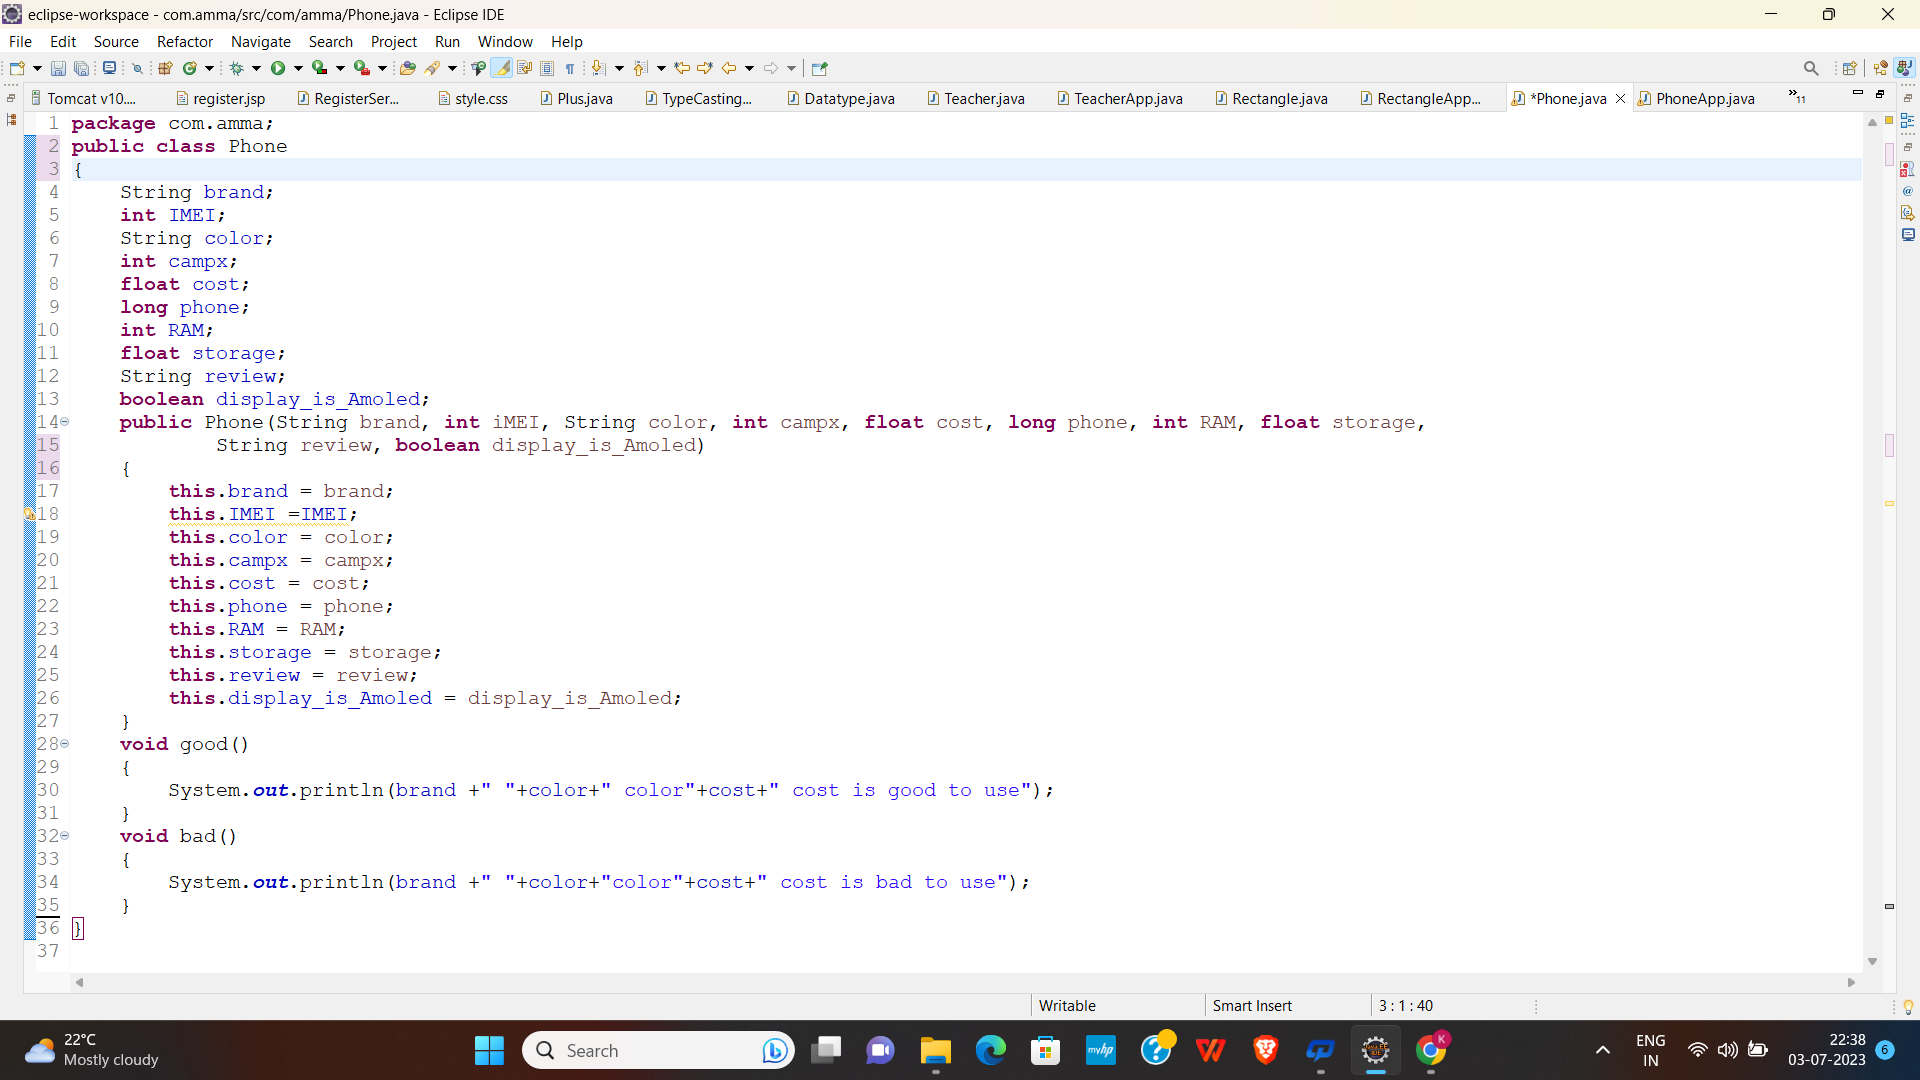 eclipse-workspace - com.amma/src/com/amma/Phone.java - Eclipse IDE
File Edit Source Refactor Navigate Search Project Run Window Help
Tomcat v10.... register.jsp RegisterSer... style.css Plus.java TypeCasting... Datatype.java Teacher.java TeacherApp.java Rectangle.java RectangleApp... *Phone.java PhoneApp.java »11
1 package com.amma;
2 public class Phone
3 {
4 String brand;
5 int IMEI;
6 String color;
7 int campx;
8 float cost;
9 long phone;
10 int RAM;
11 float storage;
12 String review;
13 boolean display_is_Amoled;
14 public Phone(String brand, int iMEI, String color, int campx, float cost, long phone, int RAM, float storage,
15 String review, boolean display_is_Amoled)
16 {
17 this.brand = brand;
18 this.IMEI =IMEI;
19 this.color = color;
20 this.campx = campx;
21 this.cost = cost;
22 this.phone = phone;
23 this.RAM = RAM;
24 this.storage = storage;
25 this.review = review;
26 this.display_is_Amoled = display_is_Amoled;
27 }
28 void good()
29 {
30 System.out.println(brand +" "+color+" color"+cost+" cost is good to use");
31 }
32 void bad()
33 {
34 System.out.println(brand +" "+color+"color"+cost+" cost is bad to use");
35 }
36 }
37
Writable Smart Insert 3 : 1 : 40
22°C
Mostly cloudy
Search
myhp
K
ENG
IN
22:38
03-07-2023
6